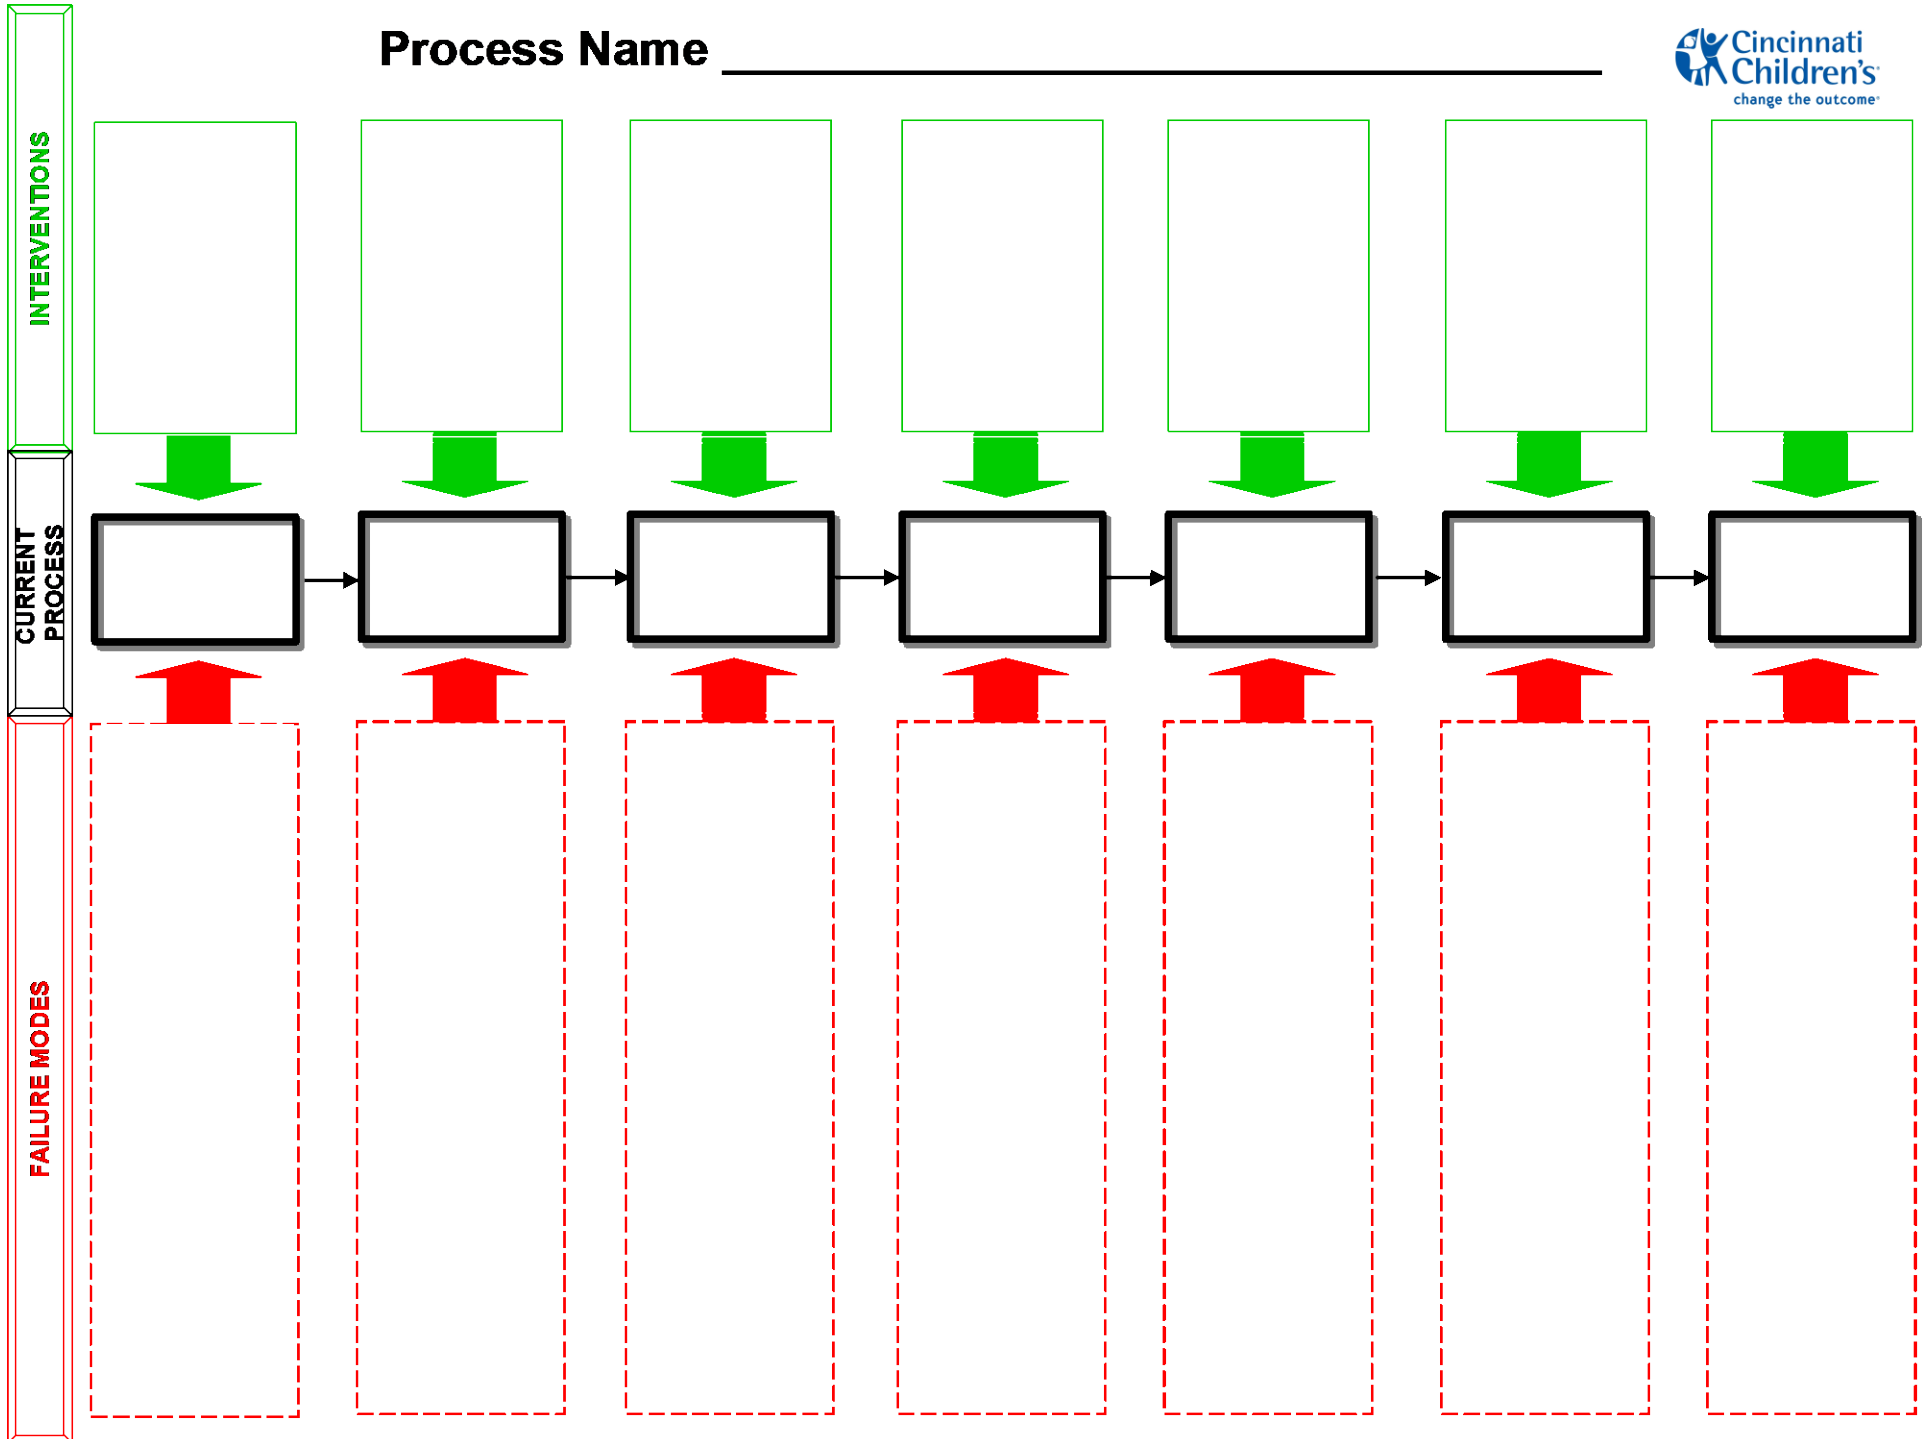 Process Name
Cincinnati
Children's
change the outcome
INTERVENTIONS
CURRENT
PROCESS
FAILURE MODES